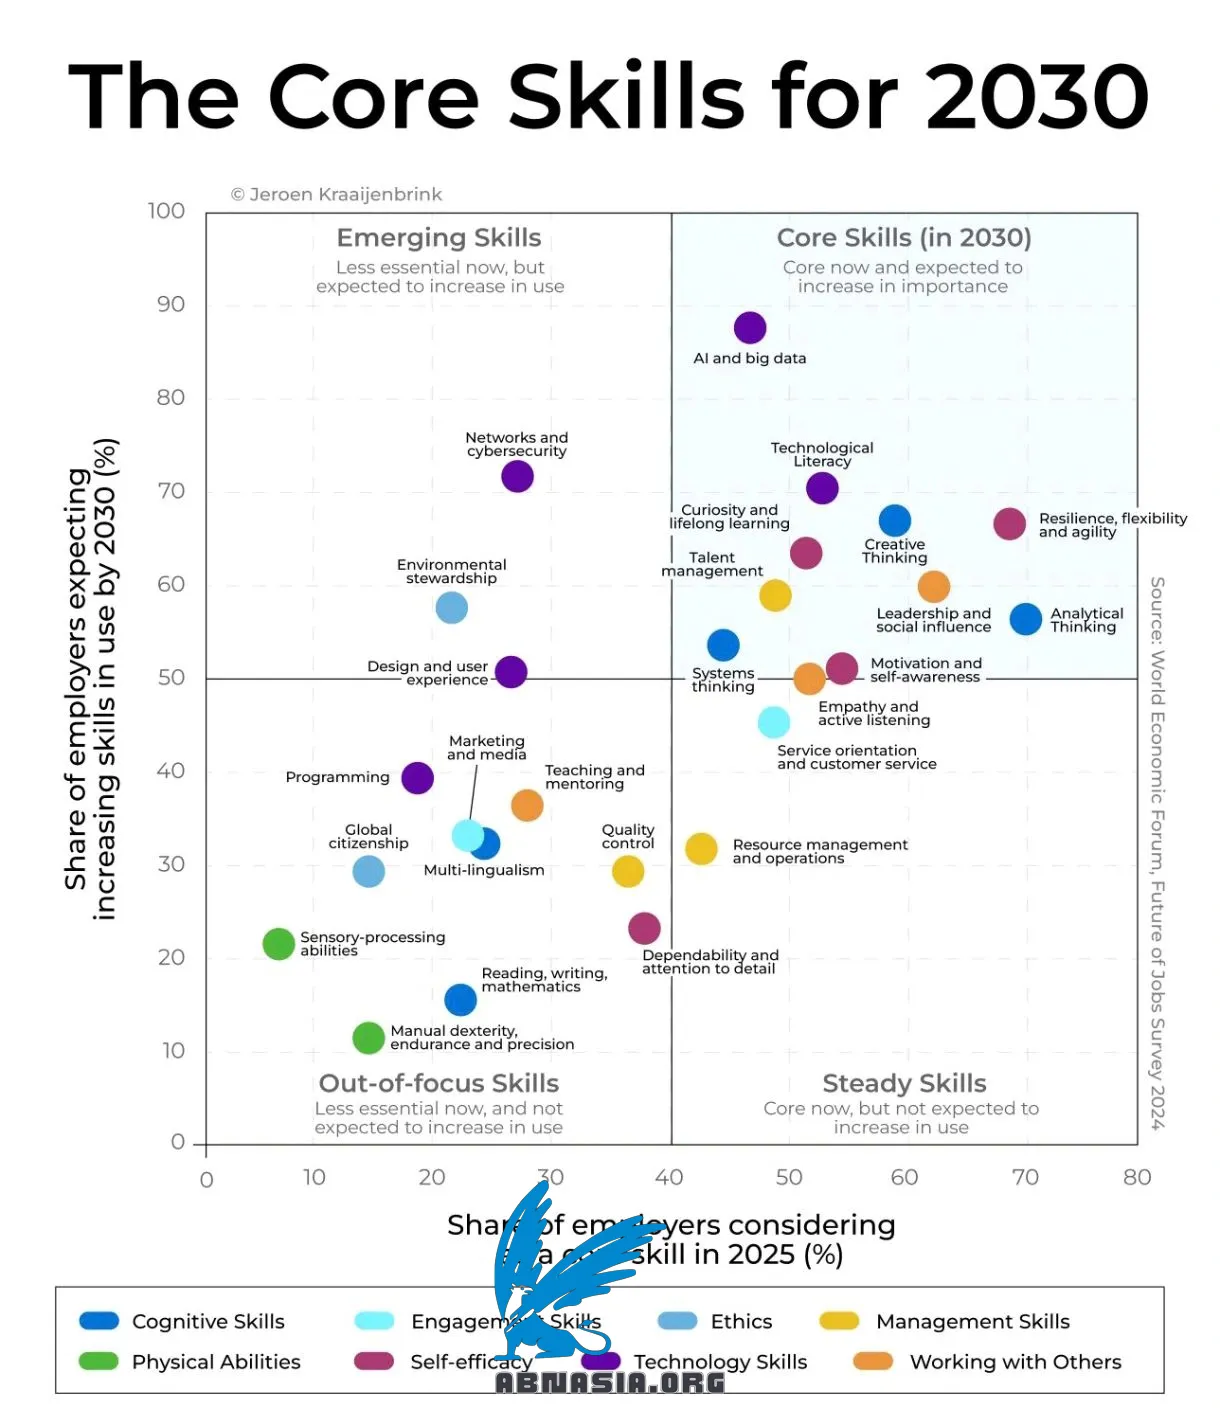 The Core Skills for 2030
© Jeroen Kraaijenbrink
100
90
80
70
60
50
40
30
20
10
0
Share of employers expecting
increasing skills in use by 2030 (%)
Emerging Skills
Less essential now, but
expected to increase in use
Core Skills (in 2030)
Core now and expected to
increase in importance
AI and big data
Networks and
cybersecurity
Technological
Literacy
Curiosity and
lifelong learning
Creative
Thinking
Resilience, flexibility
and agility
Talent
management
Environmental
stewardship
Leadership and
social influence
Analytical
Thinking
Design and user
experience
Systems
thinking
Motivation and
self-awareness
Empathy and
active listening
Service orientation
and customer service
Marketing
and media
Programming
Teaching and
mentoring
Global
citizenship
Multi-lingualism
Quality
control
Resource management
and operations
Sensory-processing
abilities
Dependability and
attention to detail
Reading, writing,
mathematics
Manual dexterity,
endurance and precision
Out-of-focus Skills
Less essential now, and not
expected to increase in use
Steady Skills
Core now, but not expected to
increase in use
Source: World Economic Forum, Future of Jobs Survey 2024
0
10
20
30
40
50
60
70
80
Share of employers considering
a skill in 2025 (%)
Cognitive Skills
Engagement Skills
Ethics
Management Skills
Physical Abilities
Self-efficacy
Technology Skills
Working with Others
ABNASIA.ORG